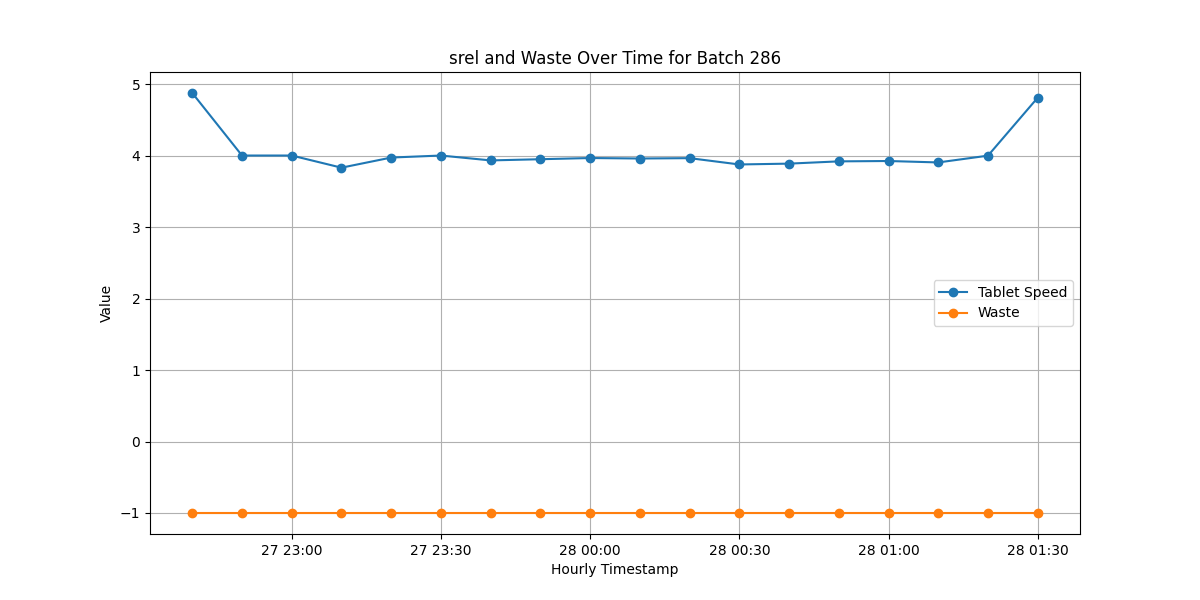 srel and Waste Over Time for Batch 286
5
4
3
2
1
0
−1
Value
Tablet Speed
Waste
27 23:00
27 23:30
28 00:00
28 00:30
28 01:00
28 01:30
Hourly Timestamp